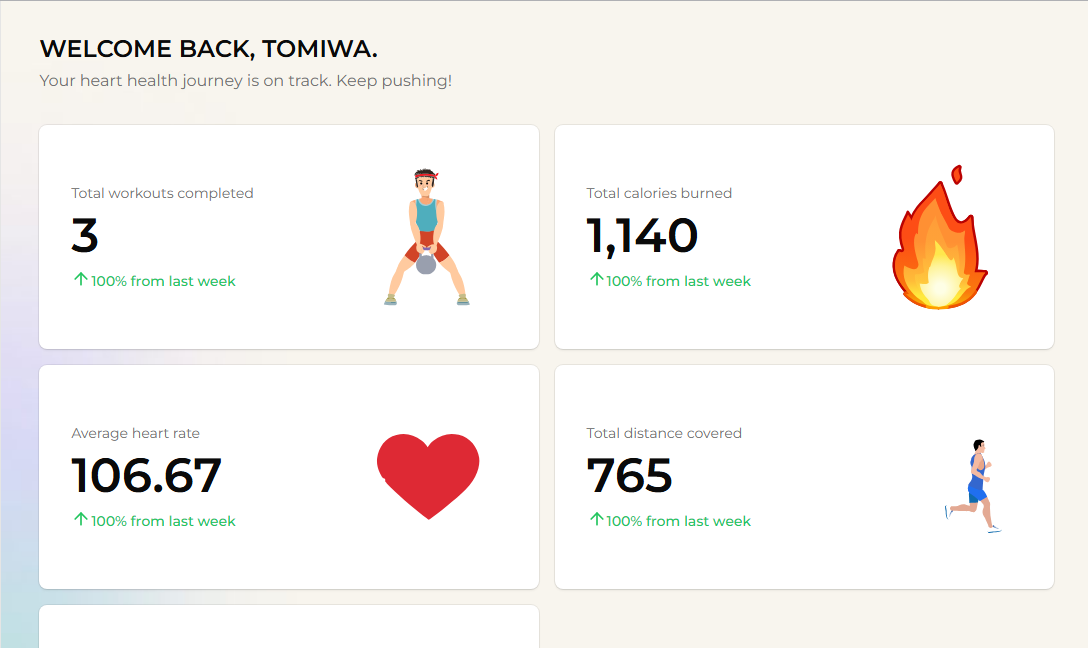 WELCOME BACK, TOMIWA.
Your heart health journey is on track. Keep pushing!
Total workouts completed
3
↑ 100% from last week
Total calories burned
1,140
↑ 100% from last week
Average heart rate
106.67
↑ 100% from last week
Total distance covered
765
↑ 100% from last week